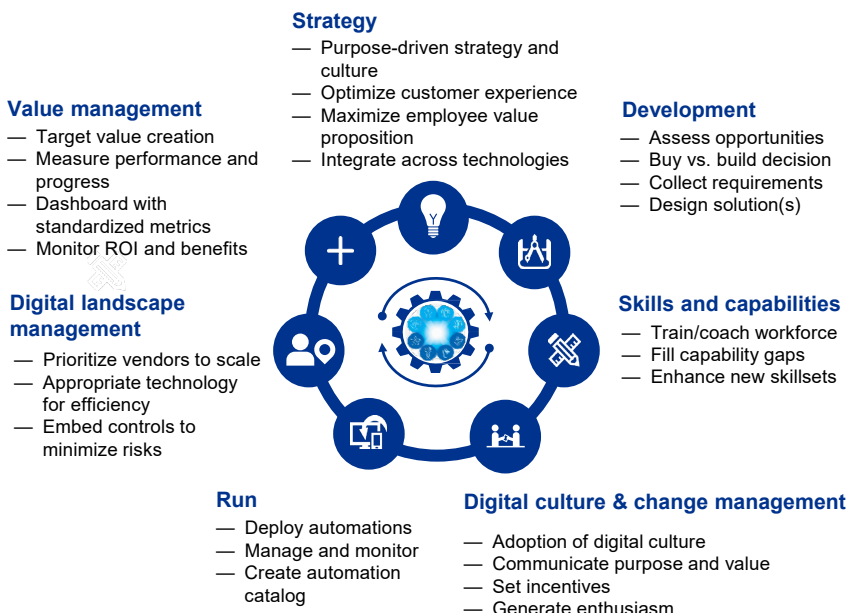 Strategy
— Purpose-driven strategy and
culture
— Optimize customer experience
— Maximize employee value
proposition
— Integrate across technologies
Value management
— Target value creation
— Measure performance and
progress
— Dashboard with
standardized metrics
— Monitor ROI and benefits
Development
— Assess opportunities
— Buy vs. build decision
— Collect requirements
— Design solution(s)
Digital landscape
management
— Prioritize vendors to scale
— Appropriate technology
for efficiency
— Embed controls to
minimize risks
Skills and capabilities
— Train/coach workforce
— Fill capability gaps
— Enhance new skillsets
Run
— Deploy automations
— Manage and monitor
— Create automation
catalog
Digital culture & change management
— Adoption of digital culture
— Communicate purpose and value
— Set incentives
— Generate enthusiasm